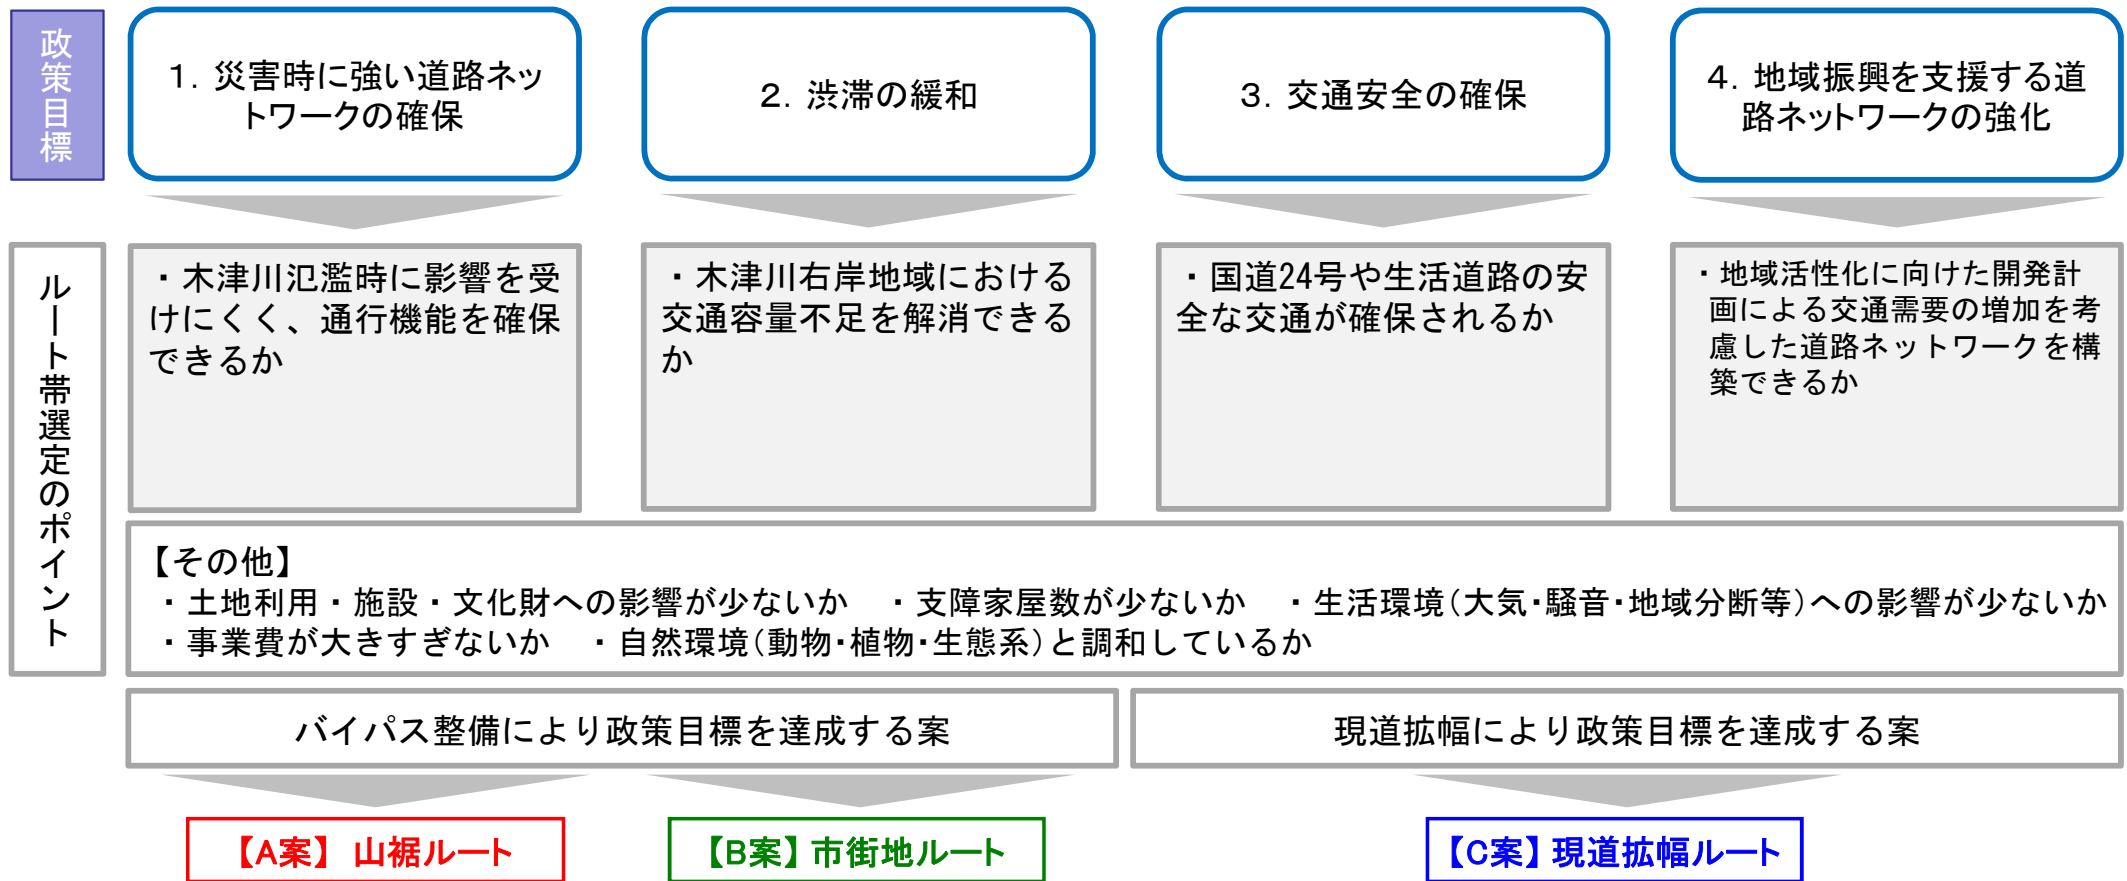 政策目標
1．災害時に強い道路ネッ
トワークの確保
2．渋滞の緩和
3．交通安全の確保
4．地域振興を支援する道
路ネットワークの強化
ルート帯選定のポイント
・木津川氾濫時に影響を受
けにくく、通行機能を確保
できるか
・木津川右岸地域における
交通容量不足を解消できる
か
・国道24号や生活道路の安
全な交通が確保されるか
・地域活性化に向けた開発計
画による交通需要の増加を考
慮した道路ネットワークを構
築できるか
【その他】
・土地利用・施設・文化財への影響が少ないか　・支障家屋数が少ないか　・生活環境（大気・騒音・地域分断等）への影響が少ないか
・事業費が大きすぎないか　・自然環境（動物・植物・生態系）と調和しているか
バイパス整備により政策目標を達成する案
現道拡幅により政策目標を達成する案
【A案】 山裾ルート
【B案】 市街地ルート
【C案】 現道拡幅ルート